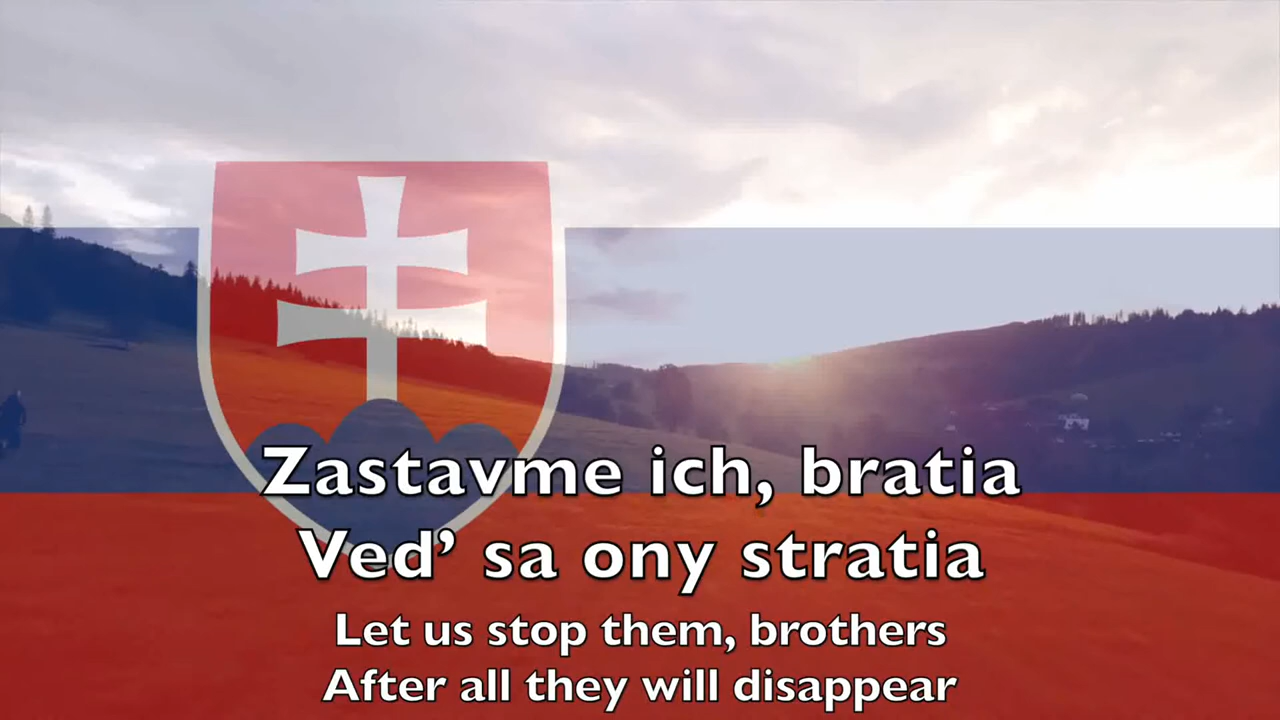 Zastavme ich, bratia
Ved’ sa ony stratia
Let us stop them, brothers
After all they will disappear